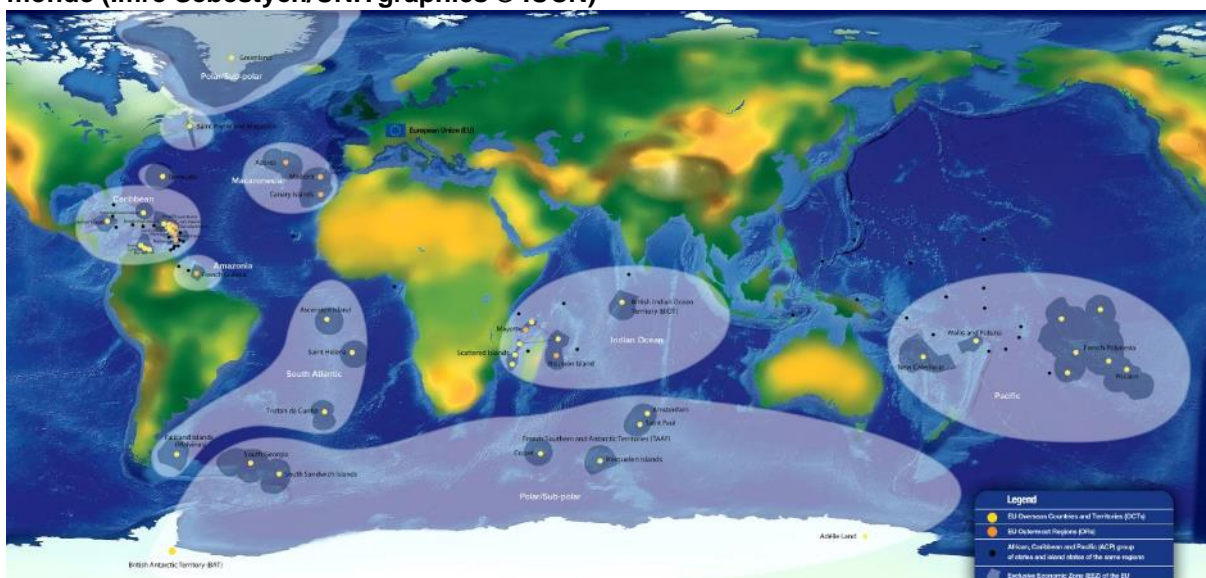 monde (Imre Sebestyén/UNITgraphics © IUCN)
Greenland
Polar/Sub-polar
Saint Pierre and Miquelon
European Union (EU)
Azores
Madeira
Macaronesia
Canary Islands
Bermuda
Caribbean
Amazonia
French Guiana
Ascension Island
Saint Helena
South Atlantic
Tristan da Cunha
Falkland Islands
(Malvinas)
South Georgia
South Sandwich Islands
British Indian Ocean
Territory (BIOT)
Mayotte
Indian Ocean
Scattered Islands
Reunion Island
Amsterdam
Saint Paul
French Southern and Antarctic Territories (TAAF)
Crozet
Kerguelen Islands
Polar/Sub-polar
Wallis and Futuna
French Polynesia
New Caledonia
Pitcairn
Pacific
Adélie Land
British Antarctic Territory (BAT)
Legend
EU Overseas Countries and Territories (OCTs)
EU Outermost Regions (ORs)
African, Caribbean and Pacific (ACP) group
of states and island states of the same regions
Exclusive Economic Zone (EEZ) of the EU